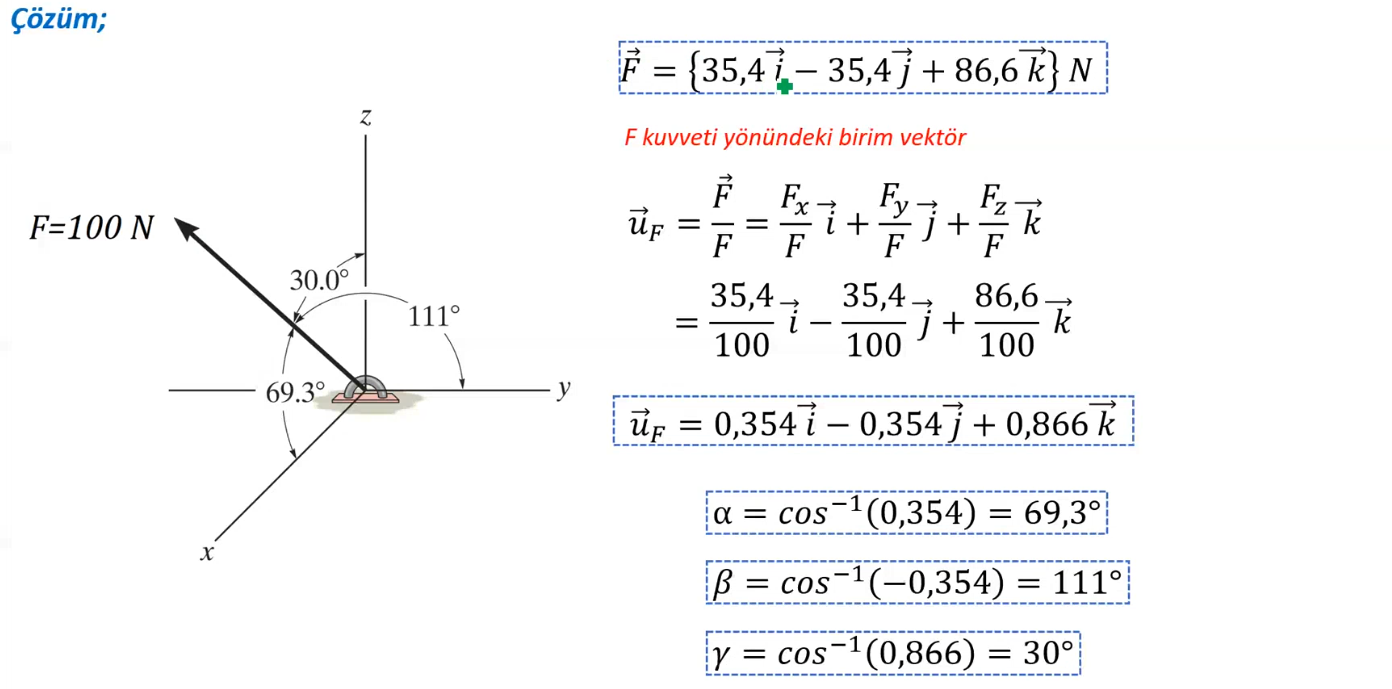 Çözüm;
F⃗ = {35,4 i⃗ − 35,4 j⃗ + 86,6 k⃗} N
F kuvveti yönündeki birim vektör
u⃗_F = F⃗/F = F_x/F i⃗ + F_y/F j⃗ + F_z/F k⃗
= 35,4/100 i⃗ − 35,4/100 j⃗ + 86,6/100 k⃗
u⃗_F = 0,354 i⃗ − 0,354 j⃗ + 0,866 k⃗
α = cos⁻¹(0,354) = 69,3°
β = cos⁻¹(−0,354) = 111°
γ = cos⁻¹(0,866) = 30°
z
F=100 N
30.0°
111°
69.3°
y
x